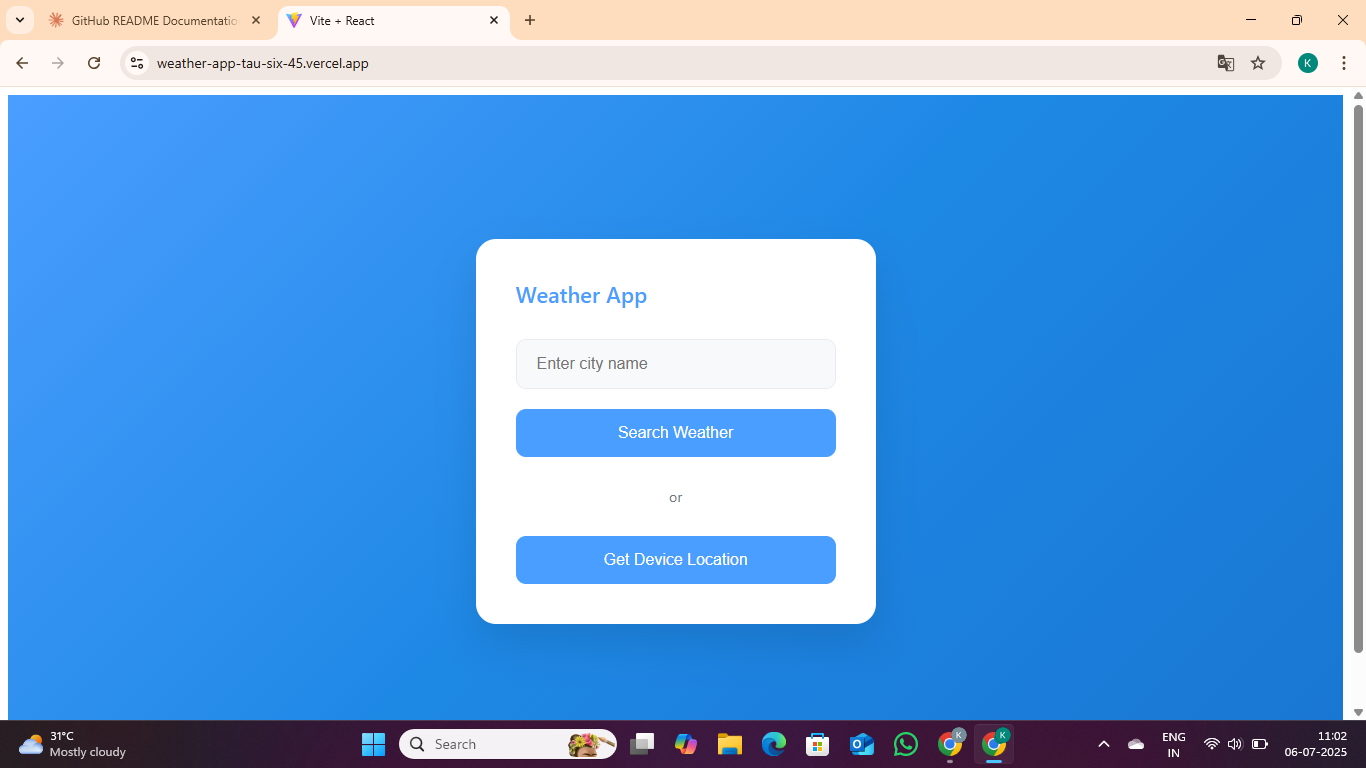 GitHub README Documentatio
Vite + React
weather-app-tau-six-45.vercel.app
K
Weather App
Enter city name
Search Weather
or
Get Device Location
31°C
Mostly cloudy
Search
K
K
ENG
IN
11:02
06-07-2025